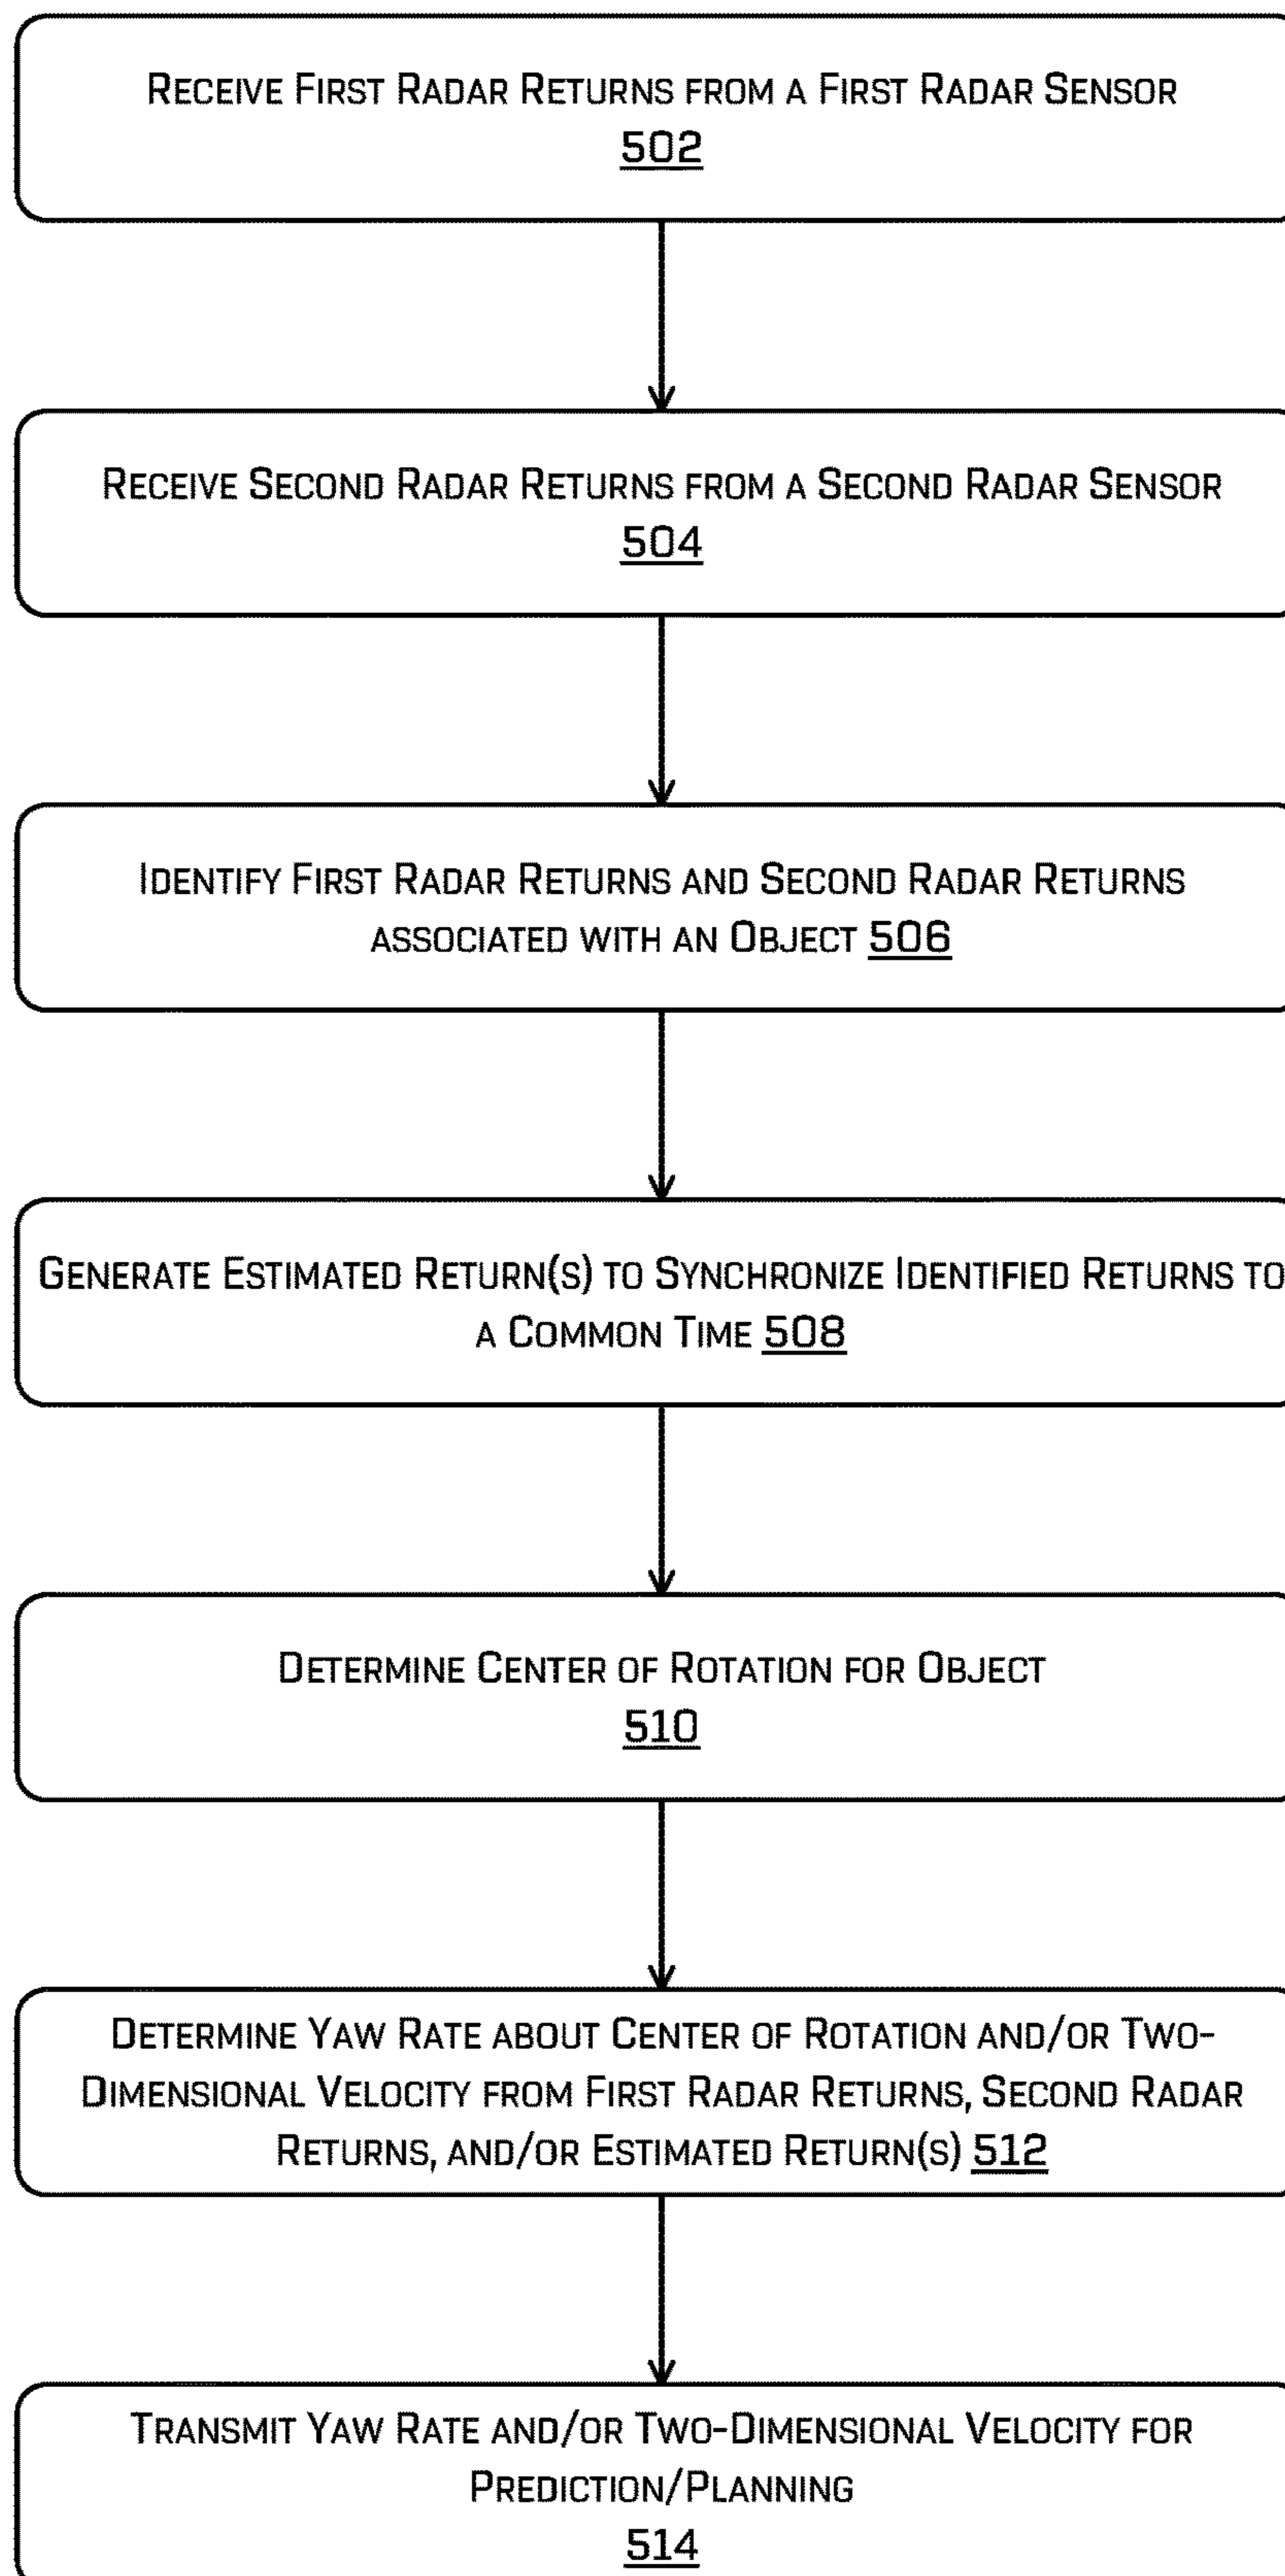 Receive First Radar Returns from a First Radar Sensor
502
Receive Second Radar Returns from a Second Radar Sensor
504
Identify First Radar Returns and Second Radar Returns
associated with an Object 506
Generate Estimated Return(s) to Synchronize Identified Returns to
a Common Time 508
Determine Center of Rotation for Object
510
Determine Yaw Rate about Center of Rotation and/or Two-
Dimensional Velocity from First Radar Returns, Second Radar
Returns, and/or Estimated Return(s) 512
Transmit Yaw Rate and/or Two-Dimensional Velocity for
Prediction/Planning
514